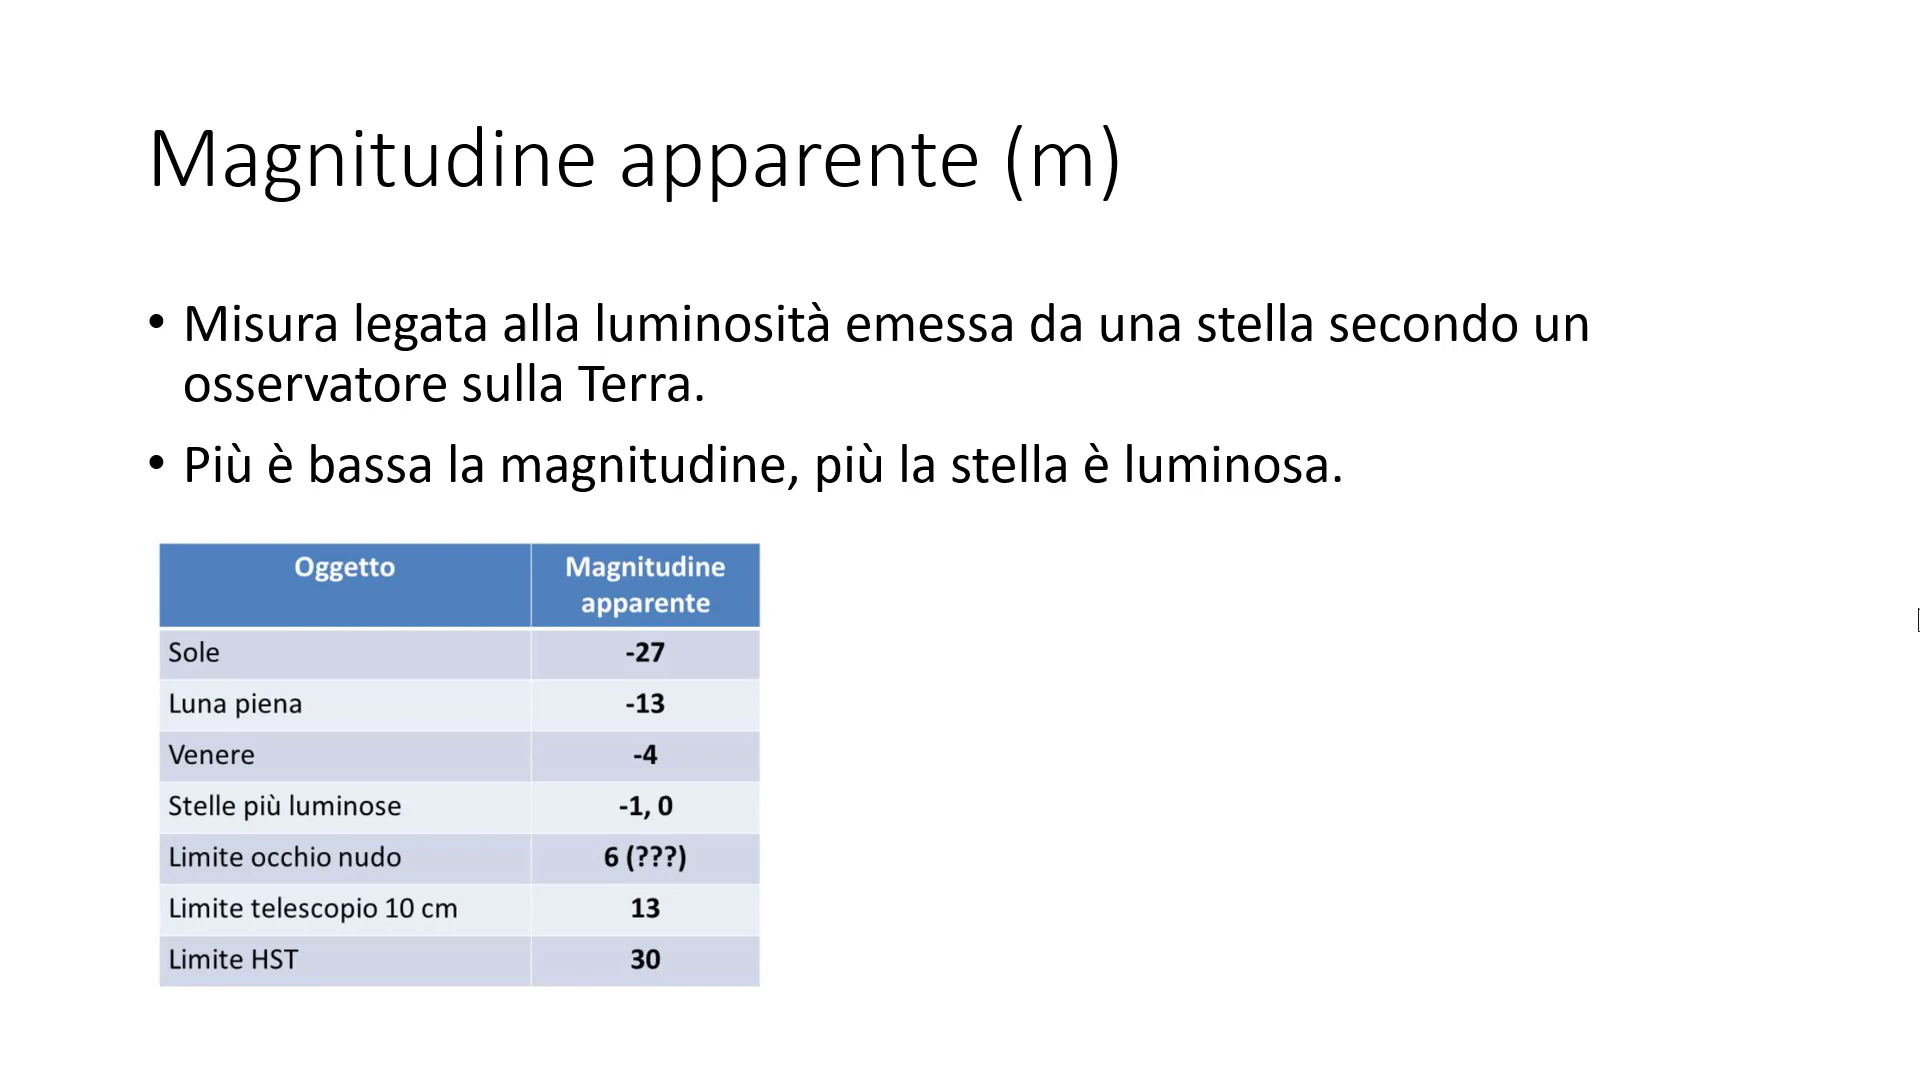 Magnitudine apparente (m)
• Misura legata alla luminosità emessa da una stella secondo un
osservatore sulla Terra.
• Più è bassa la magnitudine, più la stella è luminosa.
Oggetto Magnitudine
apparente
Sole -27
Luna piena -13
Venere -4
Stelle più luminose -1, 0
Limite occhio nudo 6 (???)
Limite telescopio 10 cm 13
Limite HST 30